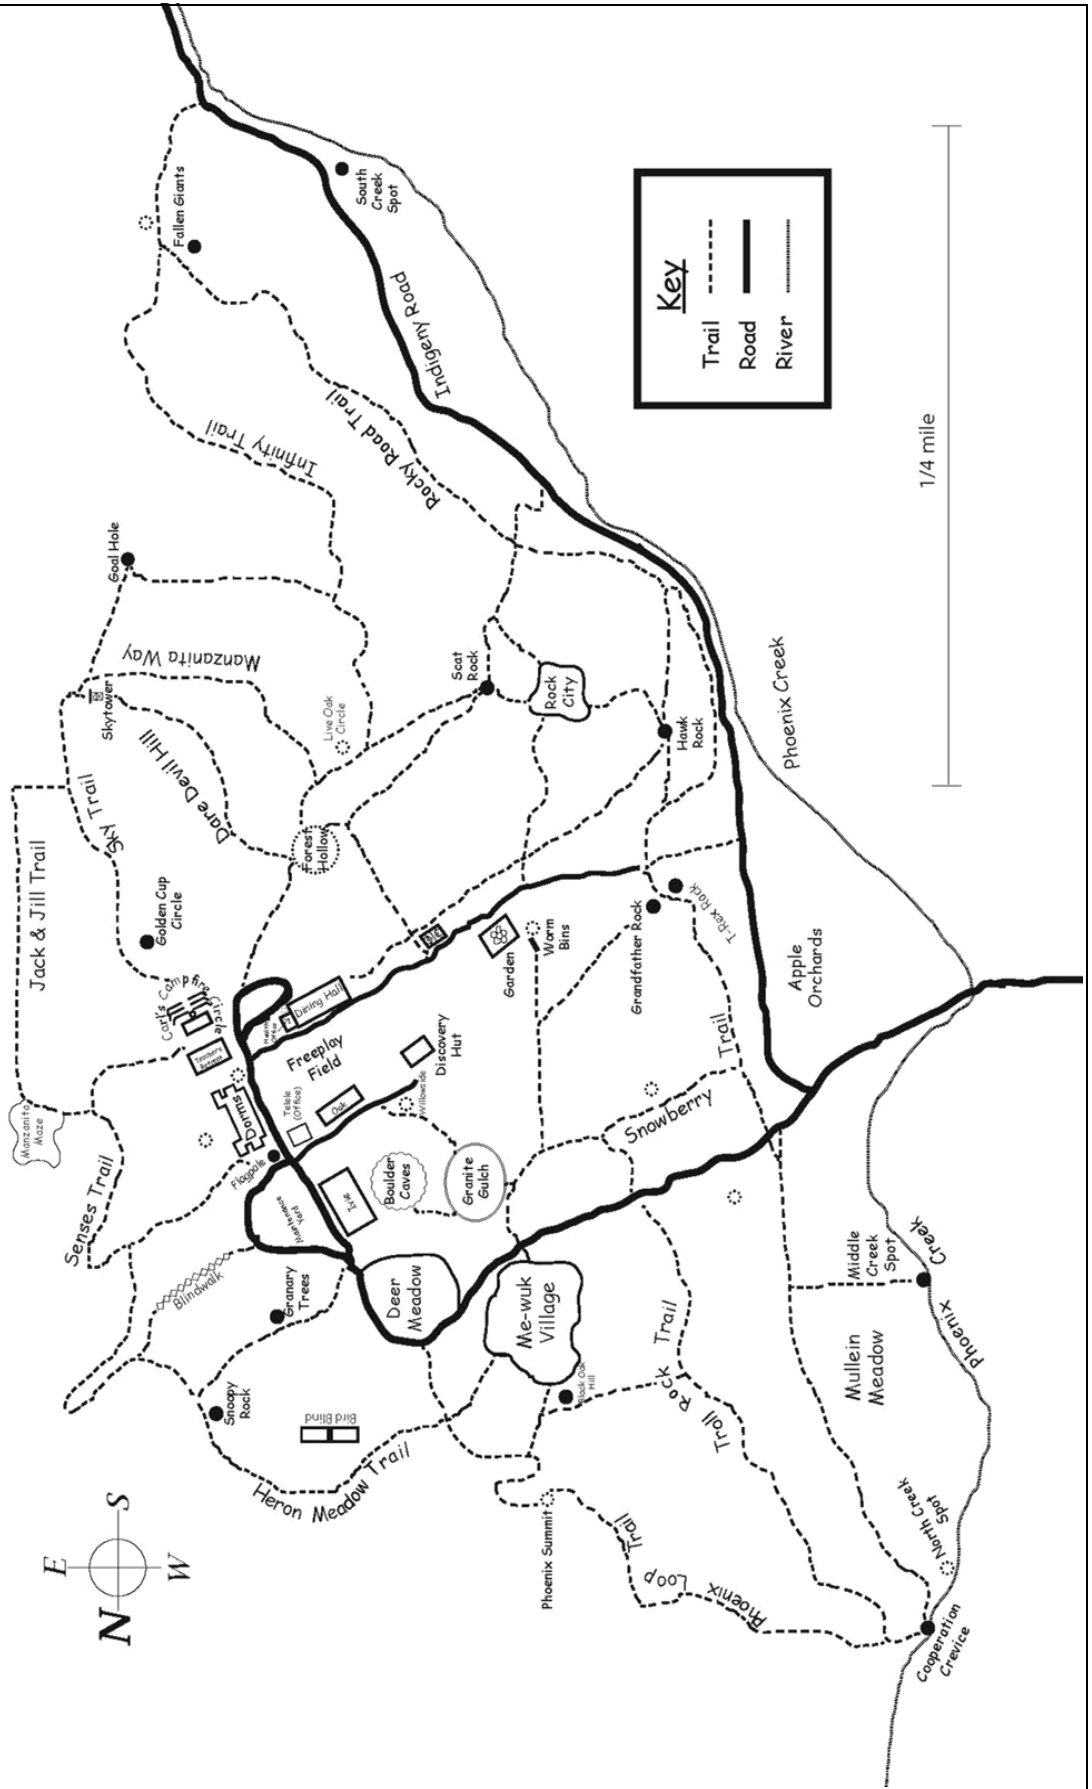 Fallen Giants
South
Creek
Spot
Indigeny Road
Key
Trail
Road
River
1/4 mile
Infinity Trail
Rocky Road Trail
Goal Hole
Manzanita Way
Skytower
Live Oak
Circle
Scat
Rock
Rock
City
Hawk
Rock
Phoenix Creek
Dare Devil Hill
Sky Trail
Jack & Jill Trail
Forest
Hollow
Golden Cup
Circle
Carl's Campfire
Circle
Teacher's
Retreat
Health
Office
Dining Hall
Garden
Worm
Bins
Grandfather Rock
T-Rex Rock
Apple
Orchards
Freeplay
Field
Discovery
Hut
Willowside
Oak
Telele
(Office)
Dorms
Flagpole
Manzanita
Maze
Senses Trail
Maintenance
Yard
Boulder
Caves
Granite
Gulch
Snowberry Trail
Blindwalk
Granary
Trees
Deer
Meadow
Me-wuk
Village
Black Oak
Hill
Middle
Creek
Spot
Phoenix Creek
Mullein
Meadow
Troll Rock Trail
Snoopy
Rock
Bird Blind
Heron Meadow Trail
Phoenix Summit
Phoenix Loop Trail
North Creek
Spot
Cooperation
Crevice
N
E
S
W